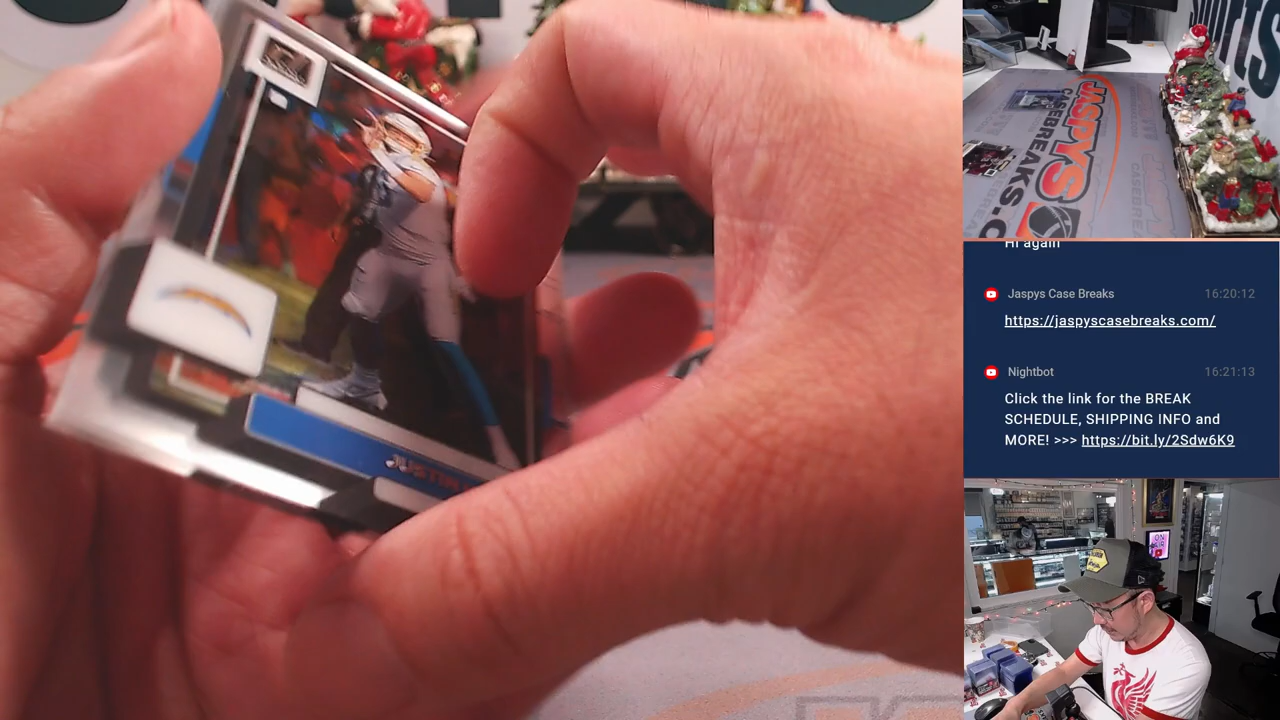 JUSTIN
JASPYS
CASEBREAKS.C
Hi again
Jaspys Case Breaks
16:20:12
https://jaspyscasebreaks.com/
Nightbot
16:21:13
Click the link for the BREAK
SCHEDULE, SHIPPING INFO and
MORE! >>> https://bit.ly/2Sdw6K9